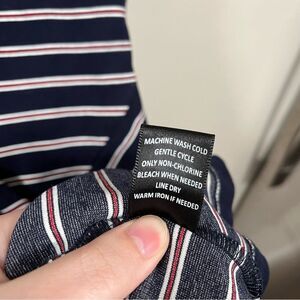 MACHINE WASH COLD
GENTLE CYCLE
ONLY NON-CHLORINE
BLEACH WHEN NEEDED
LINE DRY
WARM IRON IF NEEDED